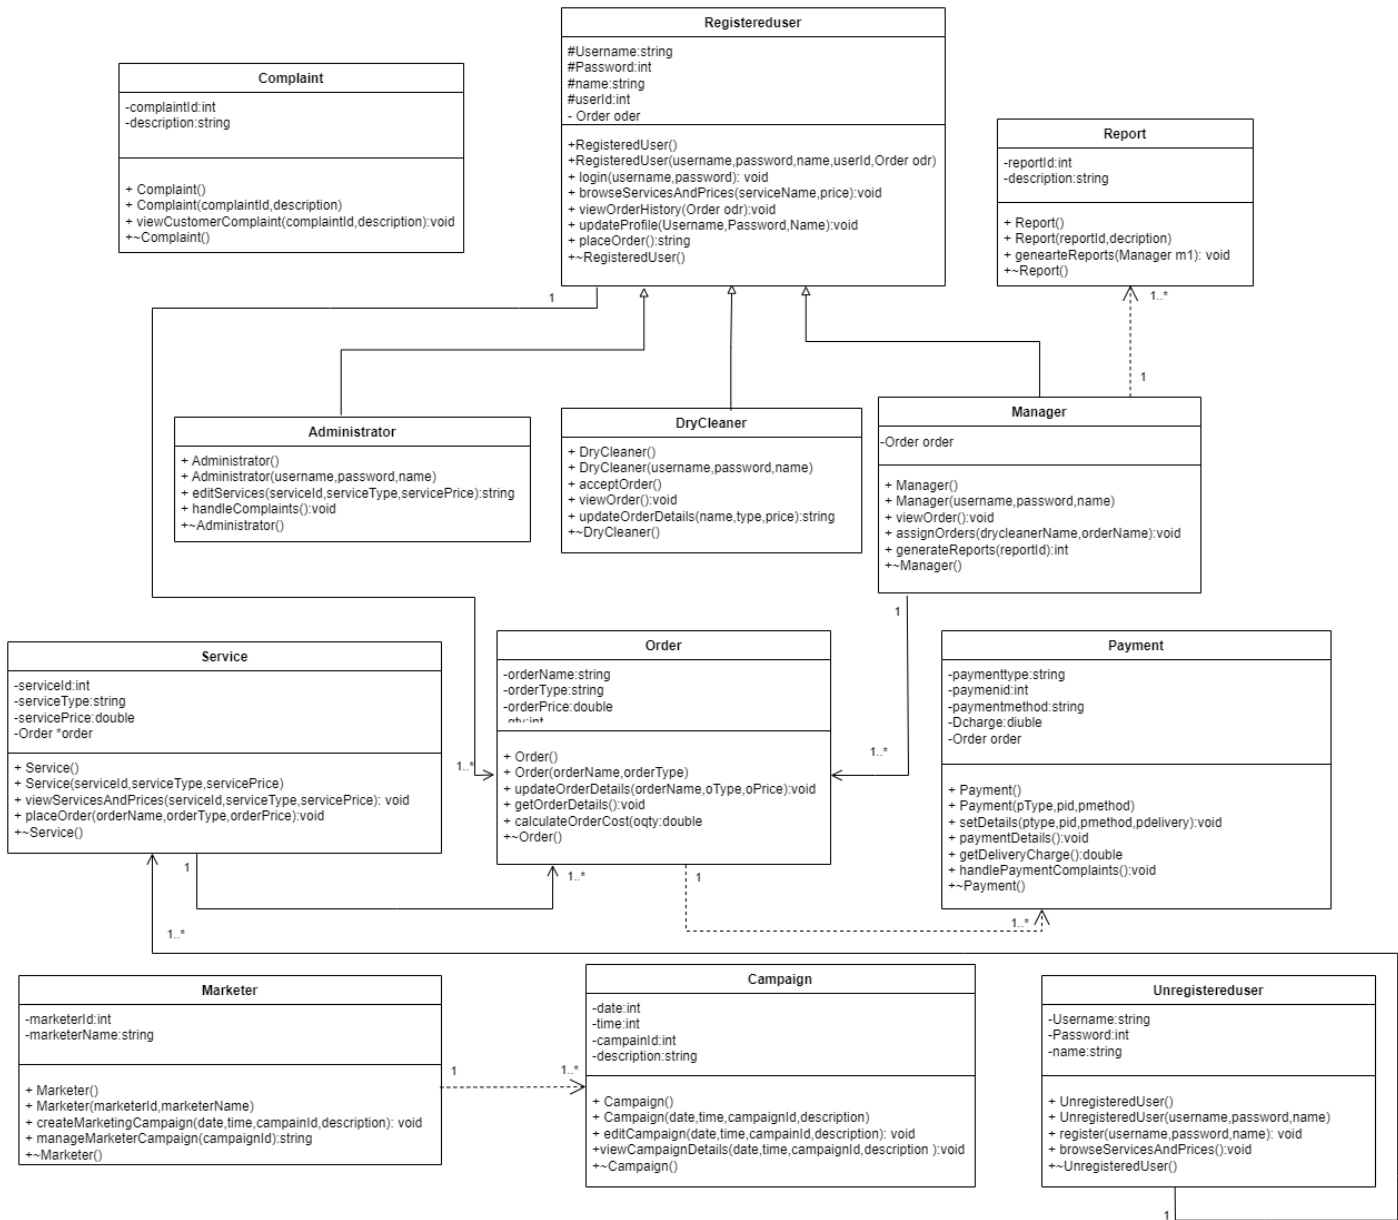 Registereduser
#Username:string
#Password:int
#name:string
#userId:int
- Order oder
+RegisteredUser()
+RegisteredUser(username,password,name,userId,Order odr)
+ login(username,password): void
+ browseServicesAndPrices(serviceName,price):void
+ viewOrderHistory(Order odr):void
+ updateProfile(Username,Password,Name):void
+ placeOrder():string
+~RegisteredUser()
Complaint
-complaintId:int
-description:string
+ Complaint()
+ Complaint(complaintId,description)
+ viewCustomerComplaint(complaintId,description):void
+~Complaint()
Report
-reportId:int
-description:string
+ Report()
+ Report(reportId,decription)
+ genearteReports(Manager m1): void
+~Report()
1
1..*
1
Administrator
+ Administrator()
+ Administrator(username,password,name)
+ editServices(serviceId,serviceType,servicePrice):string
+ handleComplaints():void
+~Administrator()
DryCleaner
+ DryCleaner()
+ DryCleaner(username,password,name)
+ acceptOrder()
+ viewOrder():void
+ updateOrderDetails(name,type,price):string
+~DryCleaner()
Manager
-Order order
+ Manager()
+ Manager(username,password,name)
+ viewOrder():void
+ assignOrders(drycleanerName,orderName):void
+ generateReports(reportId):int
+~Manager()
1
Service
-serviceId:int
-serviceType:string
-servicePrice:double
-Order *order
+ Service()
+ Service(serviceId,serviceType,servicePrice)
+ viewServicesAndPrices(serviceId,serviceType,servicePrice): void
+ placeOrder(orderName,orderType,orderPrice):void
+~Service()
1..*
Order
-orderName:string
-orderType:string
-orderPrice:double
-qty:int
+ Order()
+ Order(orderName,orderType)
+ updateOrderDetails(orderName,oType,oPrice):void
+ getOrderDetails():void
+ calculateOrderCost(oqty:double
+~Order()
1..*
Payment
-paymenttype:string
-paymenid:int
-paymentmethod:string
-Dcharge:diuble
-Order order
+ Payment()
+ Payment(pType,pid,pmethod)
+ setDetails(ptype,pid,pmethod,pdelivery):void
+ paymentDetails():void
+ getDeliveryCharge():double
+ handlePaymentComplaints():void
+~Payment()
1
1..*
1
1..*
1..*
Marketer
-marketerId:int
-marketerName:string
+ Marketer()
+ Marketer(marketerId,marketerName)
+ createMarketingCampaign(date,time,campainId,description): void
+ manageMarketerCampaign(campaignId):string
+~Marketer()
1
1..*
Campaign
-date:int
-time:int
-campainId:int
-description:string
+ Campaign()
+ Campaign(date,time,campaignId,description)
+ editCampaign(date,time,campainId,description): void
+viewCampaignDetails(date,time,campaignId,description ):void
+~Campaign()
Unregistereduser
-Username:string
-Password:int
-name:string
+ UnregisteredUser()
+ UnregisteredUser(username,password,name)
+ register(username,password,name): void
+ browseServicesAndPrices():void
+~UnregisteredUser()
1